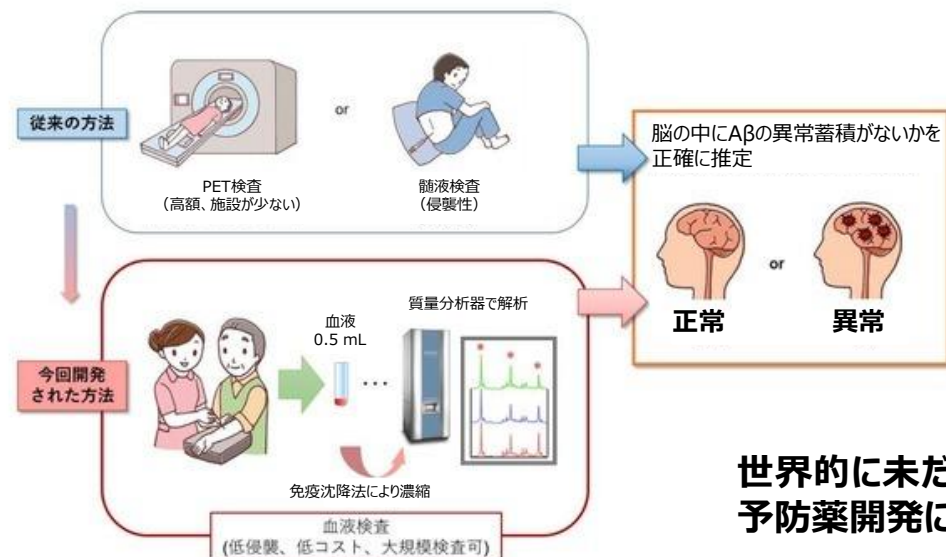 従来の方法
PET検査
（高額、施設が少ない）
or
髄液検査
（侵襲性）
脳の中にAβの異常蓄積がないかを
正確に推定
or
正常
異常
今回開発
された方法
血液
0.5 mL
…
質量分析器で解析
免疫沈降法により濃縮
血液検査
(低侵襲、低コスト、大規模検査可)
世界的に未だ
予防薬開発に